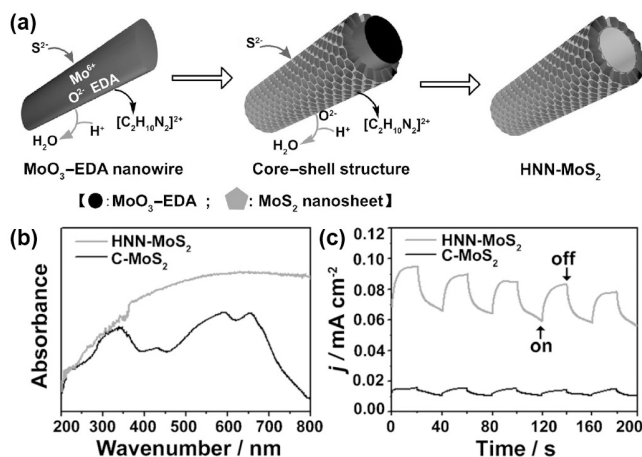 (a)
S²⁻
Mo⁶⁺
O²⁻ EDA
H₂O
H⁺
[C₂H₁₀N₂]²⁺
MoO₃–EDA nanowire
S²⁻
O²⁻
H₂O
H⁺
[C₂H₁₀N₂]²⁺
Core–shell structure
HNN-MoS₂
【●: MoO₃–EDA ; : MoS₂ nanosheet】
(b)
HNN-MoS₂
C-MoS₂
Absorbance
200 300 400 500 600 700 800
Wavenumber / nm
(c)
HNN-MoS₂
C-MoS₂
off
on
j / mA cm⁻²
0.12
0.10
0.08
0.06
0.04
0.02
0.00
0 40 80 120 160 200
Time / s